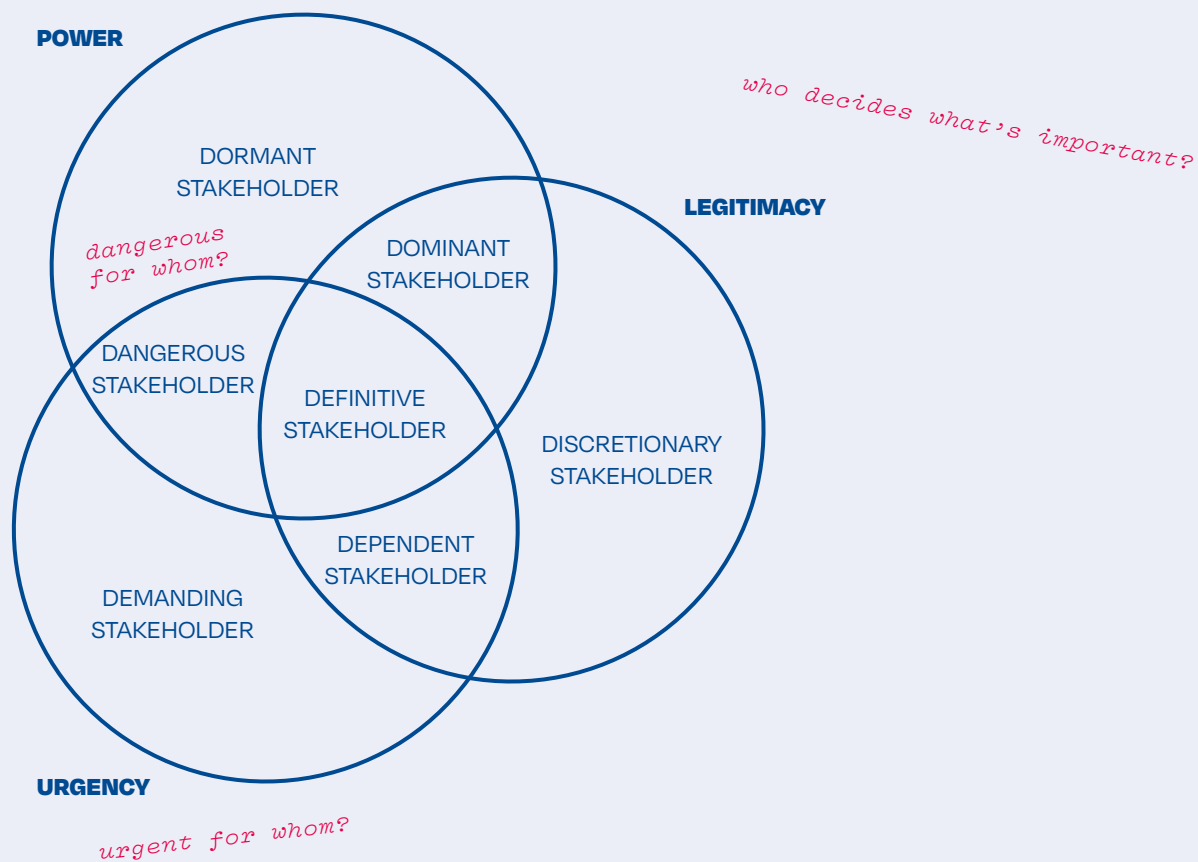 POWER
who decides what's important?
DORMANT
STAKEHOLDER
LEGITIMACY
dangerous
for whom?
DOMINANT
STAKEHOLDER
DANGEROUS
STAKEHOLDER
DEFINITIVE
STAKEHOLDER
DISCRETIONARY
STAKEHOLDER
DEPENDENT
STAKEHOLDER
DEMANDING
STAKEHOLDER
URGENCY
urgent for whom?